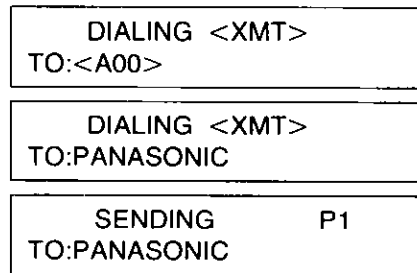 DIALING <XMT>
TO:<A00>
DIALING <XMT>
TO:PANASONIC
SENDING P1
TO:PANASONIC